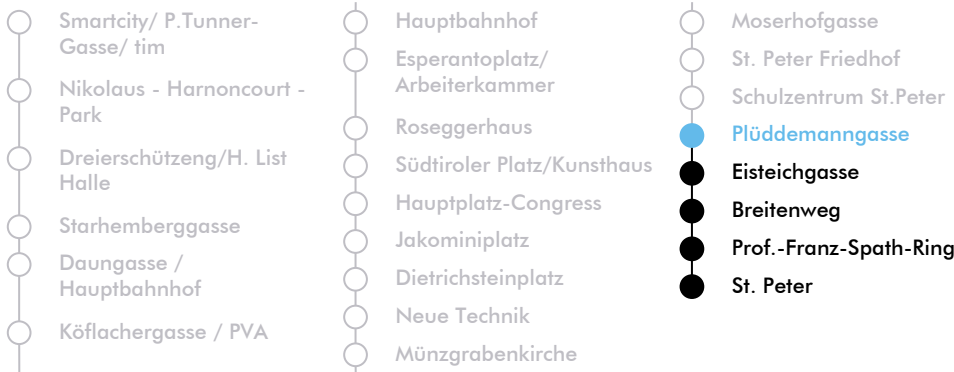 Smartcity/ P.Tunner-
Gasse/ tim
Nikolaus - Harnoncourt -
Park
Dreierschützeng/H. List
Halle
Starhemberggasse
Daungasse /
Hauptbahnhof
Köflachergasse / PVA
Hauptbahnhof
Esperantoplatz/
Arbeiterkammer
Roseggerhaus
Südtiroler Platz/Kunsthaus
Hauptplatz-Congress
Jakominiplatz
Dietrichsteinplatz
Neue Technik
Münzgrabenkirche
Moserhofgasse
St. Peter Friedhof
Schulzentrum St.Peter
Plüddemanngasse
Eisteichgasse
Breitenweg
Prof.-Franz-Spath-Ring
St. Peter